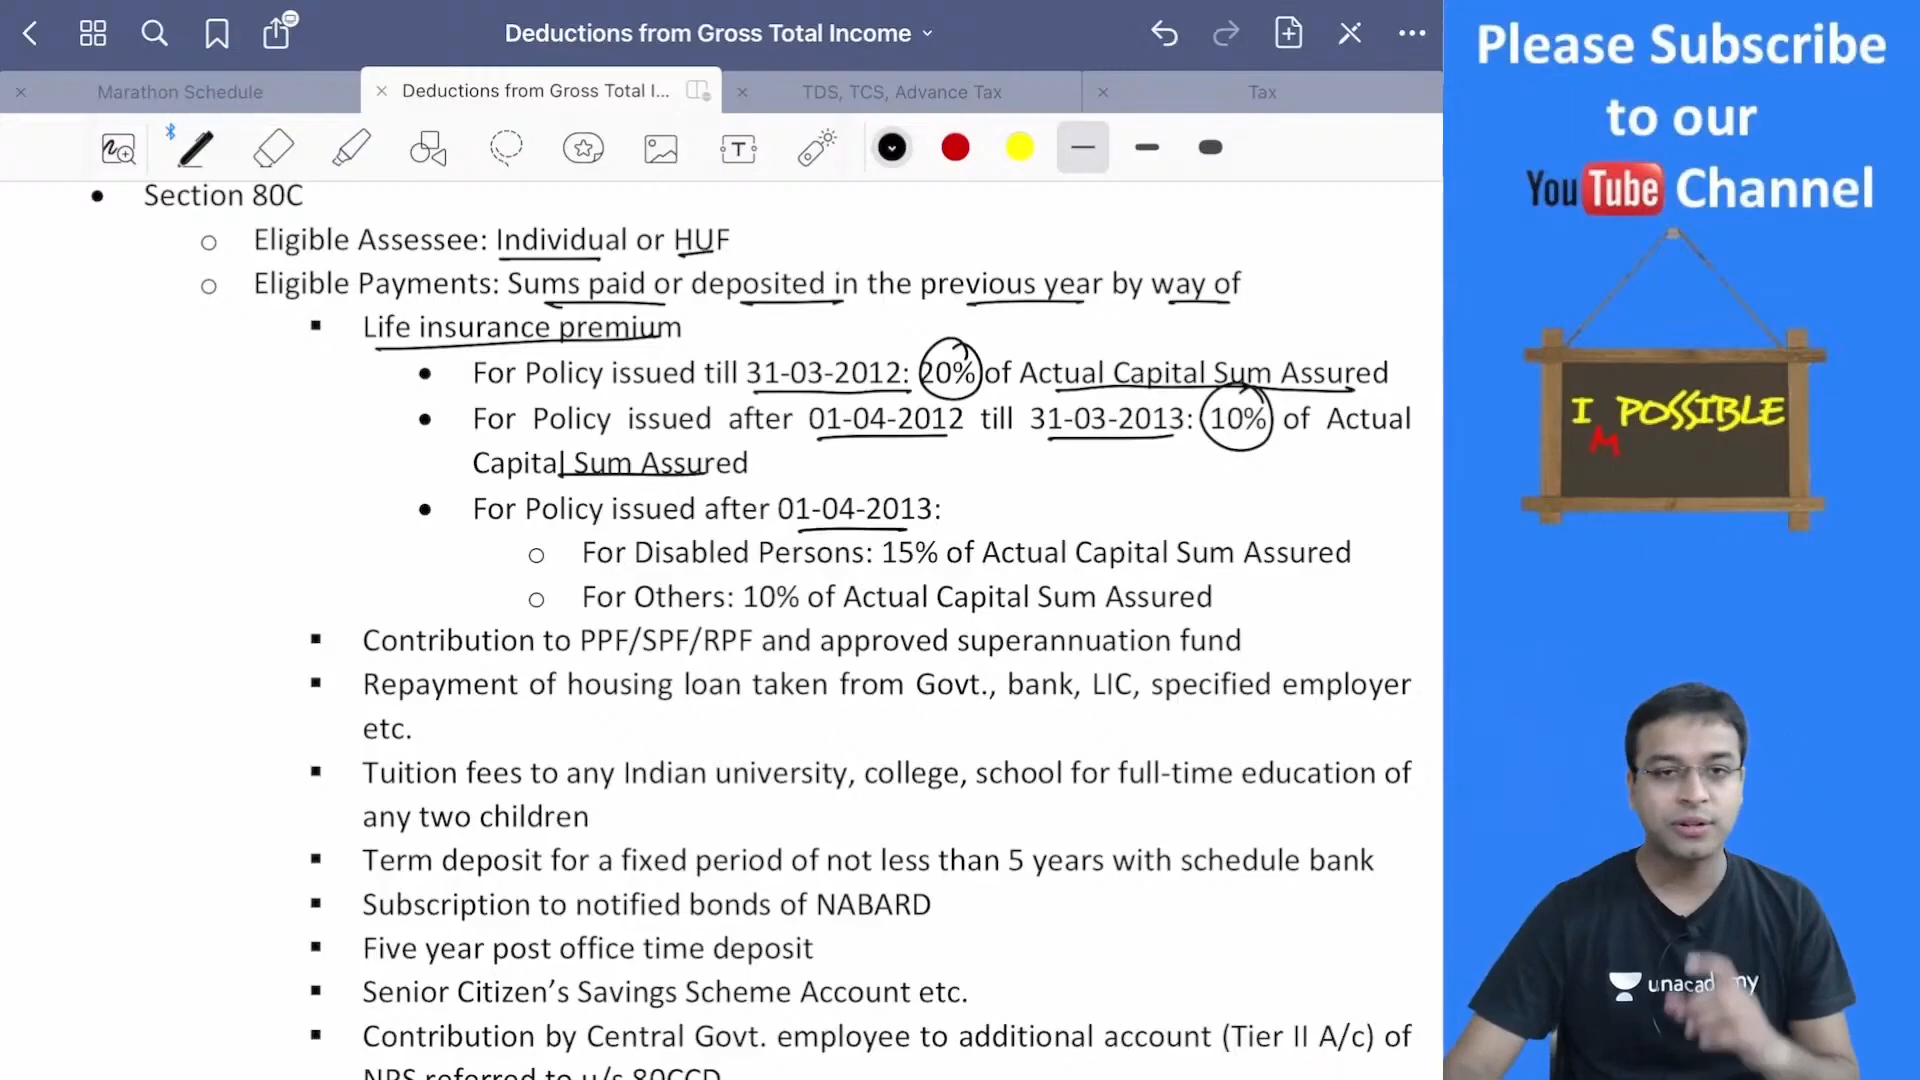 Deductions from Gross Total Income
Marathon Schedule
Deductions from Gross Total I...
TDS, TCS, Advance Tax
Tax
• Section 80C
o Eligible Assessee: Individual or HUF
o Eligible Payments: Sums paid or deposited in the previous year by way of
▪ Life insurance premium
• For Policy issued till 31-03-2012: 20% of Actual Capital Sum Assured
• For Policy issued after 01-04-2012 till 31-03-2013: 10% of Actual
Capital Sum Assured
• For Policy issued after 01-04-2013:
o For Disabled Persons: 15% of Actual Capital Sum Assured
o For Others: 10% of Actual Capital Sum Assured
▪ Contribution to PPF/SPF/RPF and approved superannuation fund
▪ Repayment of housing loan taken from Govt., bank, LIC, specified employer
etc.
▪ Tuition fees to any Indian university, college, school for full-time education of
any two children
▪ Term deposit for a fixed period of not less than 5 years with schedule bank
▪ Subscription to notified bonds of NABARD
▪ Five year post office time deposit
▪ Senior Citizen’s Savings Scheme Account etc.
▪ Contribution by Central Govt. employee to additional account (Tier II A/c) of
NPS referred to u/s 80CCD
Please Subscribe
to our
YouTube Channel
I POSSIBLE
M
unacademy